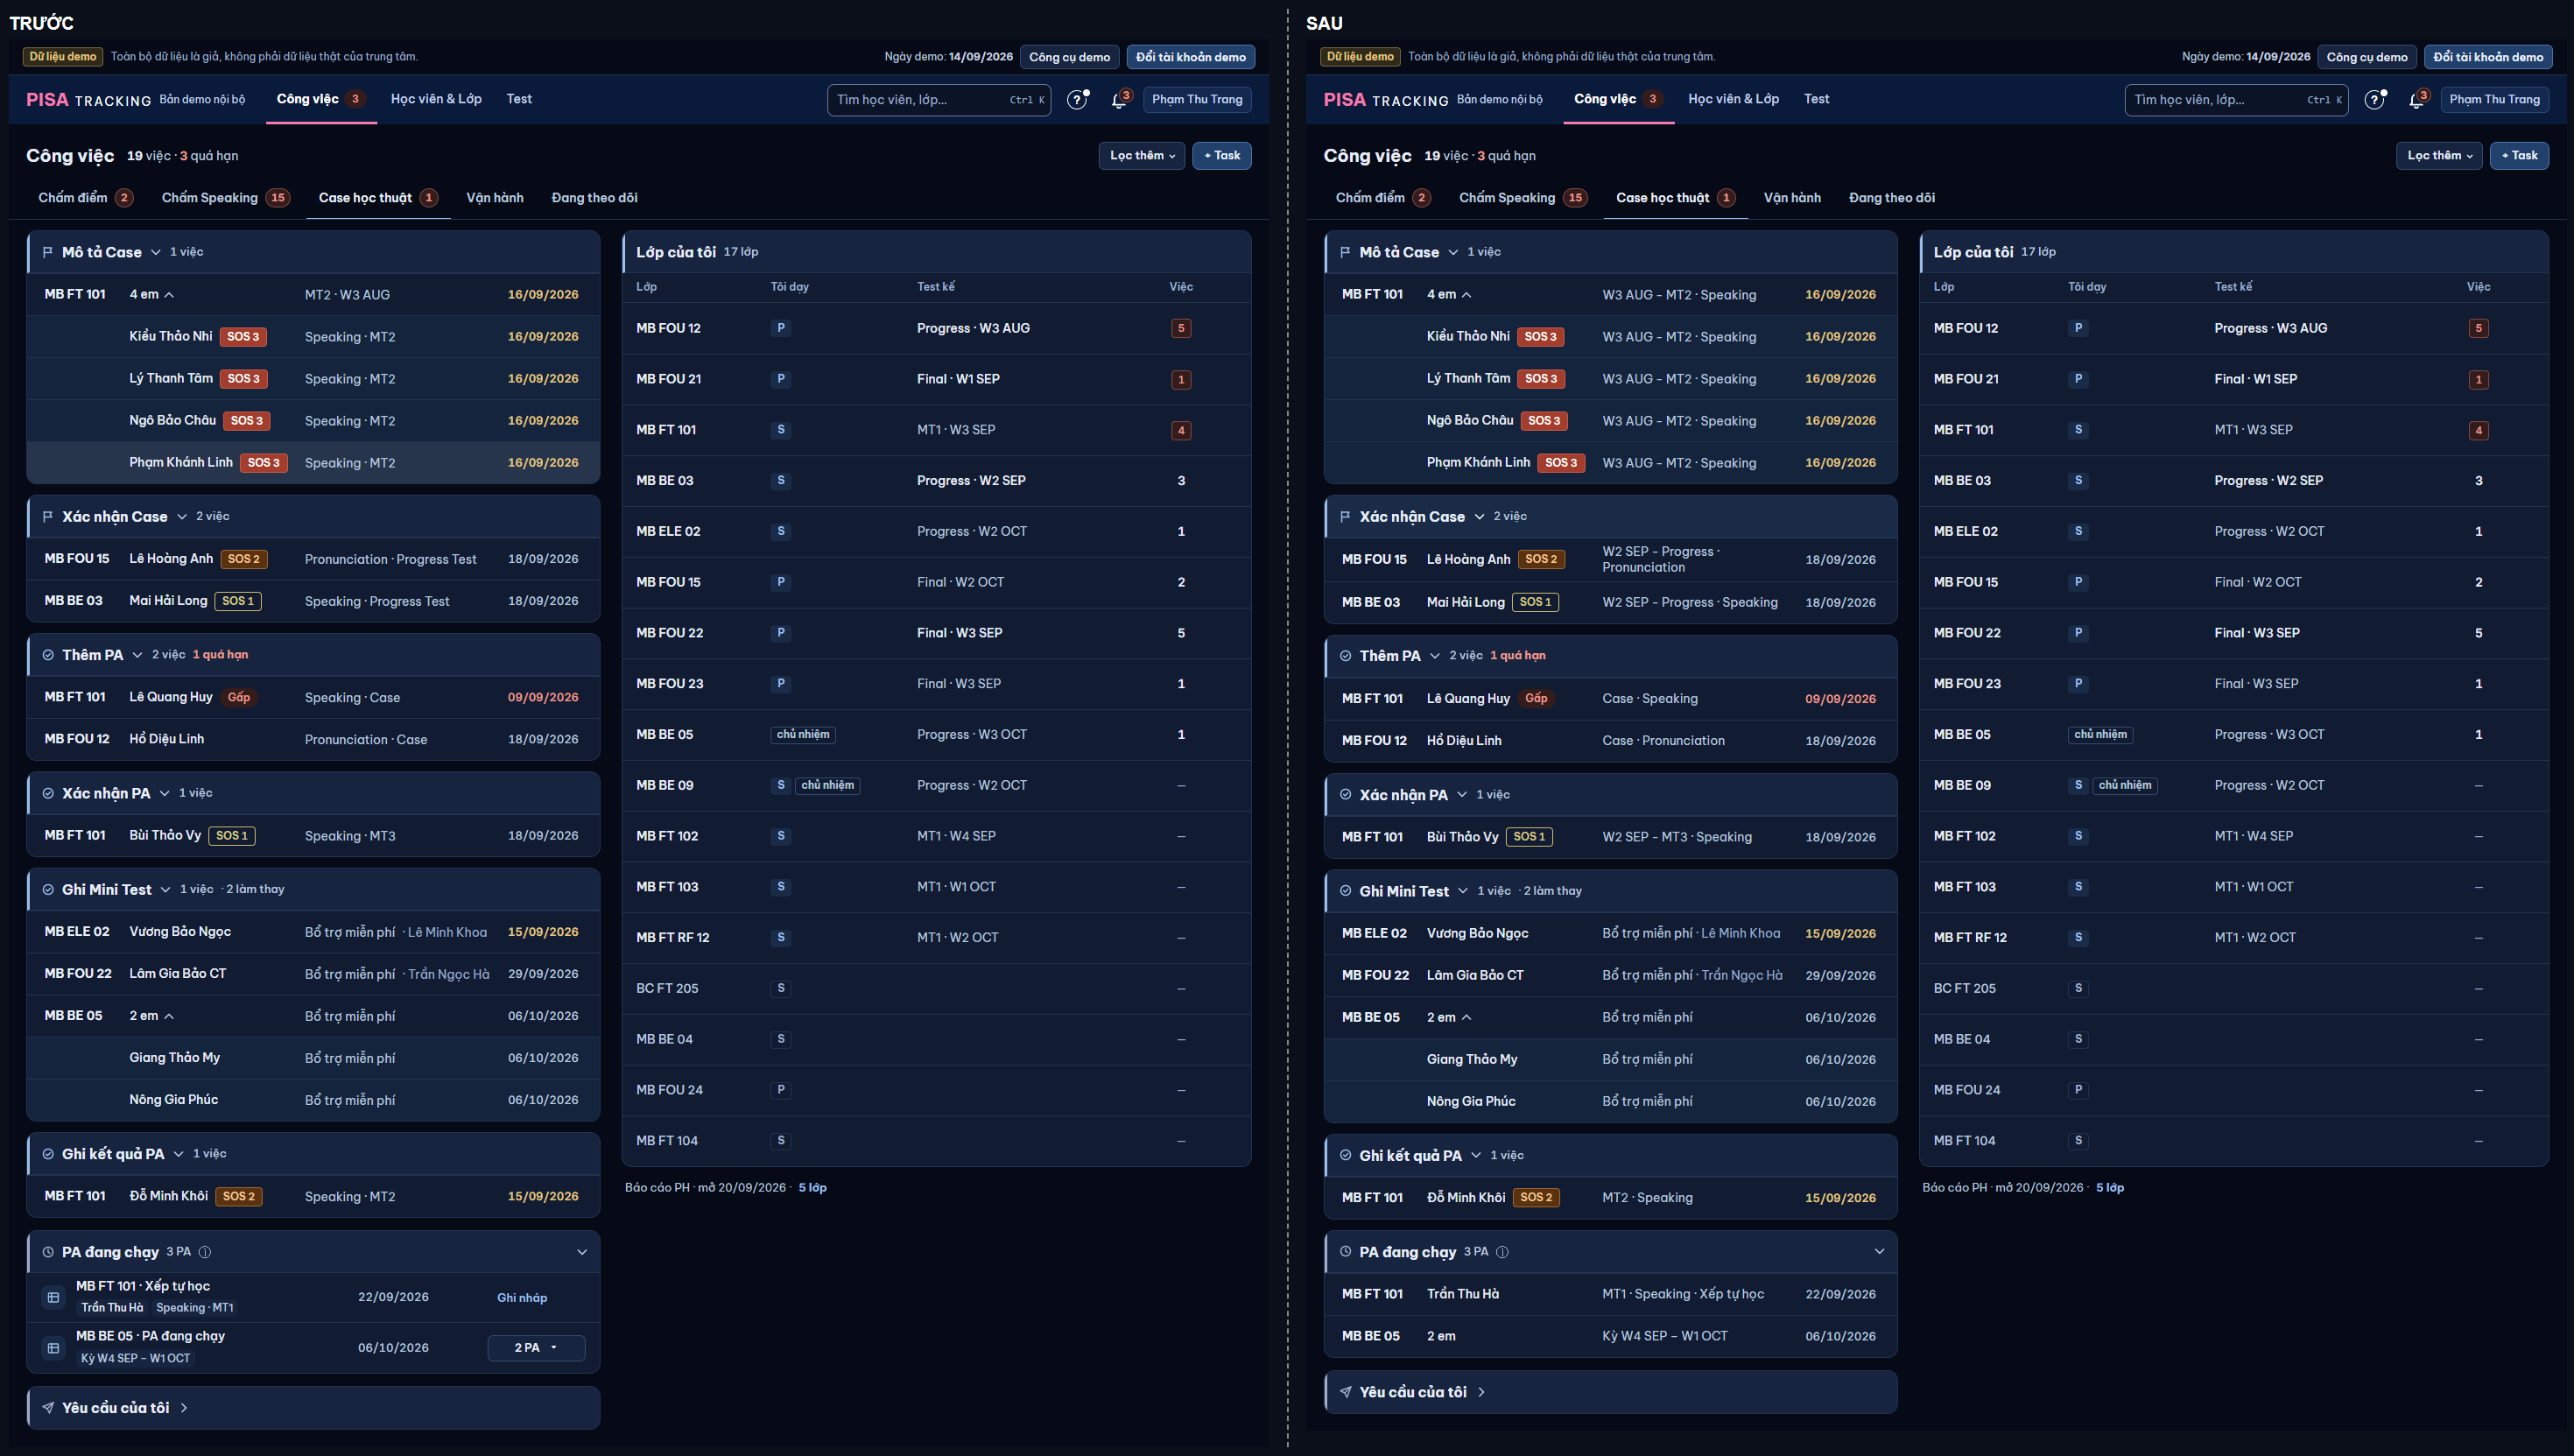 TRƯỚC
Dữ liệu demo Toàn bộ dữ liệu là giả, không phải dữ liệu thật của trung tâm. Ngày demo: 14/09/2026 Công cụ demo Đổi tài khoản demo
PISA TRACKING Bản demo nội bộ Công việc 3 Học viên & Lớp Test Tìm học viên, lớp... Ctrl K ? 3 Phạm Thu Trang
Công việc 19 việc · 3 quá hạn Lọc thêm + Task
Chấm điểm 2 Chấm Speaking 15 Case học thuật 1 Vận hành Đang theo dõi
Mô tả Case 1 việc
MB FT 101 4 em MT2 · W3 AUG 16/09/2026
Kiều Thảo Nhi SOS 3 Speaking · MT2 16/09/2026
Lý Thanh Tâm SOS 3 Speaking · MT2 16/09/2026
Ngô Bảo Châu SOS 3 Speaking · MT2 16/09/2026
Phạm Khánh Linh SOS 3 Speaking · MT2 16/09/2026
Xác nhận Case 2 việc
MB FOU 15 Lê Hoàng Anh SOS 2 Pronunciation · Progress Test 18/09/2026
MB BE 03 Mai Hải Long SOS 1 Speaking · Progress Test 18/09/2026
Thêm PA 2 việc 1 quá hạn
MB FT 101 Lê Quang Huy Gấp Speaking · Case 09/09/2026
MB FOU 12 Hồ Diệu Linh Pronunciation · Case 18/09/2026
Xác nhận PA 1 việc
MB FT 101 Bùi Thảo Vy SOS 1 Speaking · MT3 18/09/2026
Ghi Mini Test 1 việc · 2 làm thay
MB ELE 02 Vương Bảo Ngọc Bổ trợ miễn phí · Lê Minh Khoa 15/09/2026
MB FOU 22 Lâm Gia Bảo CT Bổ trợ miễn phí · Trần Ngọc Hà 29/09/2026
MB BE 05 2 em Bổ trợ miễn phí 06/10/2026
Giang Thảo My Bổ trợ miễn phí 06/10/2026
Nông Gia Phúc Bổ trợ miễn phí 06/10/2026
Ghi kết quả PA 1 việc
MB FT 101 Đỗ Minh Khôi SOS 2 Speaking · MT2 15/09/2026
PA đang chạy 3 PA
MB FT 101 · Xếp tự học
Trần Thu Hà Speaking · MT1 22/09/2026 Ghi nháp
MB BE 05 · PA đang chạy
Kỳ W4 SEP – W1 OCT 06/10/2026 2 PA
Yêu cầu của tôi
Lớp của tôi 17 lớp
Lớp Tôi dạy Test kế Việc
MB FOU 12 P Progress · W3 AUG 5
MB FOU 21 P Final · W1 SEP 1
MB FT 101 S MT1 · W3 SEP 4
MB BE 03 S Progress · W2 SEP 3
MB ELE 02 S Progress · W2 OCT 1
MB FOU 15 P Final · W2 OCT 2
MB FOU 22 P Final · W3 SEP 5
MB FOU 23 P Final · W3 SEP 1
MB BE 05 chủ nhiệm Progress · W3 OCT 1
MB BE 09 S chủ nhiệm Progress · W2 OCT –
MB FT 102 S MT1 · W4 SEP –
MB FT 103 S MT1 · W1 OCT –
MB FT RF 12 S MT1 · W2 OCT –
BC FT 205 S –
MB BE 04 S –
MB FOU 24 P –
MB FT 104 S –
Báo cáo PH · mở 20/09/2026 · 5 lớp
SAU
Dữ liệu demo Toàn bộ dữ liệu là giả, không phải dữ liệu thật của trung tâm. Ngày demo: 14/09/2026 Công cụ demo Đổi tài khoản demo
PISA TRACKING Bản demo nội bộ Công việc 3 Học viên & Lớp Test Tìm học viên, lớp... Ctrl K ? 3 Phạm Thu Trang
Công việc 19 việc · 3 quá hạn Lọc thêm + Task
Chấm điểm 2 Chấm Speaking 15 Case học thuật 1 Vận hành Đang theo dõi
Mô tả Case 1 việc
MB FT 101 4 em W3 AUG – MT2 · Speaking 16/09/2026
Kiều Thảo Nhi SOS 3 W3 AUG – MT2 · Speaking 16/09/2026
Lý Thanh Tâm SOS 3 W3 AUG – MT2 · Speaking 16/09/2026
Ngô Bảo Châu SOS 3 W3 AUG – MT2 · Speaking 16/09/2026
Phạm Khánh Linh SOS 3 W3 AUG – MT2 · Speaking 16/09/2026
Xác nhận Case 2 việc
MB FOU 15 Lê Hoàng Anh SOS 2 W2 SEP – Progress · 18/09/2026
Pronunciation
MB BE 03 Mai Hải Long SOS 1 W2 SEP – Progress · Speaking 18/09/2026
Thêm PA 2 việc 1 quá hạn
MB FT 101 Lê Quang Huy Gấp Case · Speaking 09/09/2026
MB FOU 12 Hồ Diệu Linh Case · Pronunciation 18/09/2026
Xác nhận PA 1 việc
MB FT 101 Bùi Thảo Vy SOS 1 W2 SEP – MT3 · Speaking 18/09/2026
Ghi Mini Test 1 việc · 2 làm thay
MB ELE 02 Vương Bảo Ngọc Bổ trợ miễn phí · Lê Minh Khoa 15/09/2026
MB FOU 22 Lâm Gia Bảo CT Bổ trợ miễn phí · Trần Ngọc Hà 29/09/2026
MB BE 05 2 em Bổ trợ miễn phí 06/10/2026
Giang Thảo My Bổ trợ miễn phí 06/10/2026
Nông Gia Phúc Bổ trợ miễn phí 06/10/2026
Ghi kết quả PA 1 việc
MB FT 101 Đỗ Minh Khôi SOS 2 MT2 · Speaking 15/09/2026
PA đang chạy 3 PA
MB FT 101 Trần Thu Hà MT1 · Speaking · Xếp tự học 22/09/2026
MB BE 05 2 em Kỳ W4 SEP – W1 OCT 06/10/2026
Yêu cầu của tôi
Lớp của tôi 17 lớp
Lớp Tôi dạy Test kế Việc
MB FOU 12 P Progress · W3 AUG 5
MB FOU 21 P Final · W1 SEP 1
MB FT 101 S MT1 · W3 SEP 4
MB BE 03 S Progress · W2 SEP 3
MB ELE 02 S Progress · W2 OCT 1
MB FOU 15 P Final · W2 OCT 2
MB FOU 22 P Final · W3 SEP 5
MB FOU 23 P Final · W3 SEP 1
MB BE 05 chủ nhiệm Progress · W3 OCT 1
MB BE 09 S chủ nhiệm Progress · W2 OCT –
MB FT 102 S MT1 · W4 SEP –
MB FT 103 S MT1 · W1 OCT –
MB FT RF 12 S MT1 · W2 OCT –
BC FT 205 S –
MB BE 04 S –
MB FOU 24 P –
MB FT 104 S –
Báo cáo PH · mở 20/09/2026 · 5 lớp